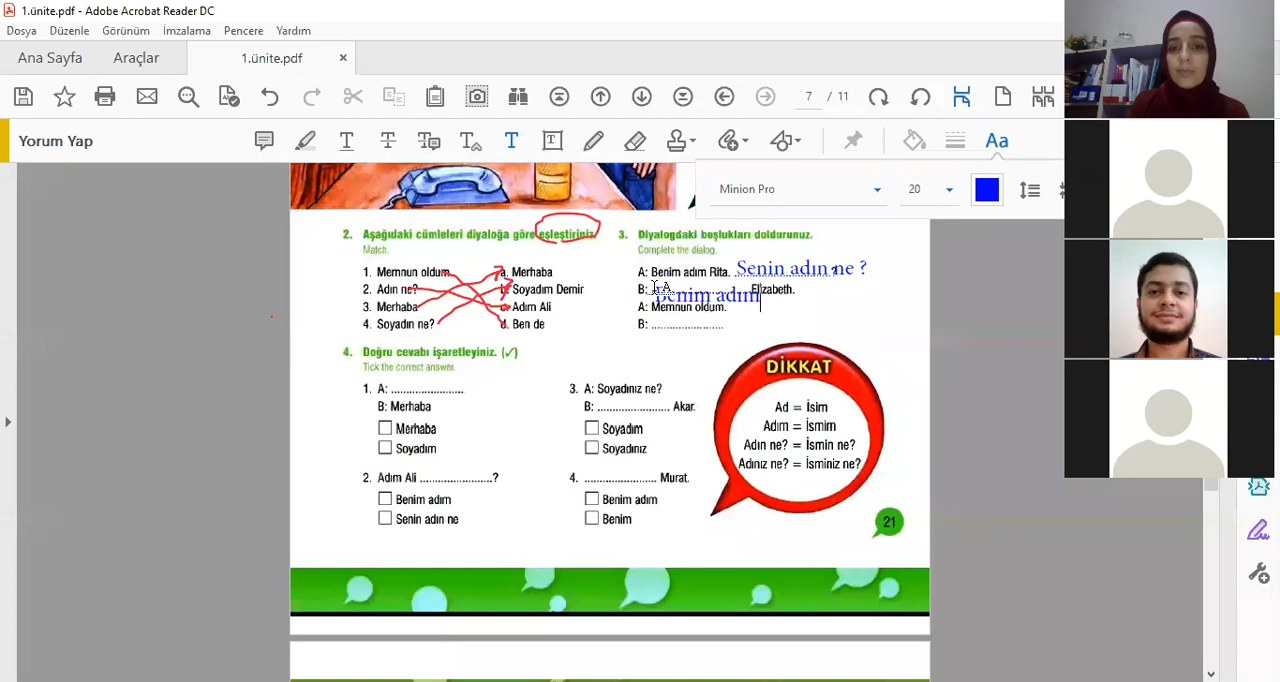 1.ünite.pdf - Adobe Acrobat Reader DC
Dosya Düzenle Görünüm İmzalama Pencere Yardım
Ana Sayfa Araçlar 1.ünite.pdf ×
7 / 11
Yorum Yap
Aa
Minion Pro 20
2. Aşağıdaki cümleleri diyaloğa göre eşleştiriniz.
Match.
1. Memnun oldum. a. Merhaba
2. Adın ne? b. Soyadım Demir
3. Merhaba c. Adım Ali
4. Soyadın ne? d. Ben de
3. Diyalogdaki boşlukları doldurunuz.
Complete the dialog.
A: Benim adım Rita. Senin adın ne ?
B: Benim adım Elizabeth.
A: Memnun oldum.
B: ........................
4. Doğru cevabı işaretleyiniz. (✓)
Tick the correct answer.
1. A: ........................
B: Merhaba
Merhaba
Soyadım
2. Adım Ali ........................?
Benim adım
Senin adın ne
3. A: Soyadınız ne?
B: ........................ Akar.
Soyadım
Soyadınız
4. ........................ Murat.
Benim adım
Benim
DİKKAT
Ad = İsim
Adım = İsmim
Adın ne? = İsmin ne?
Adınız ne? = İsminiz ne?
21